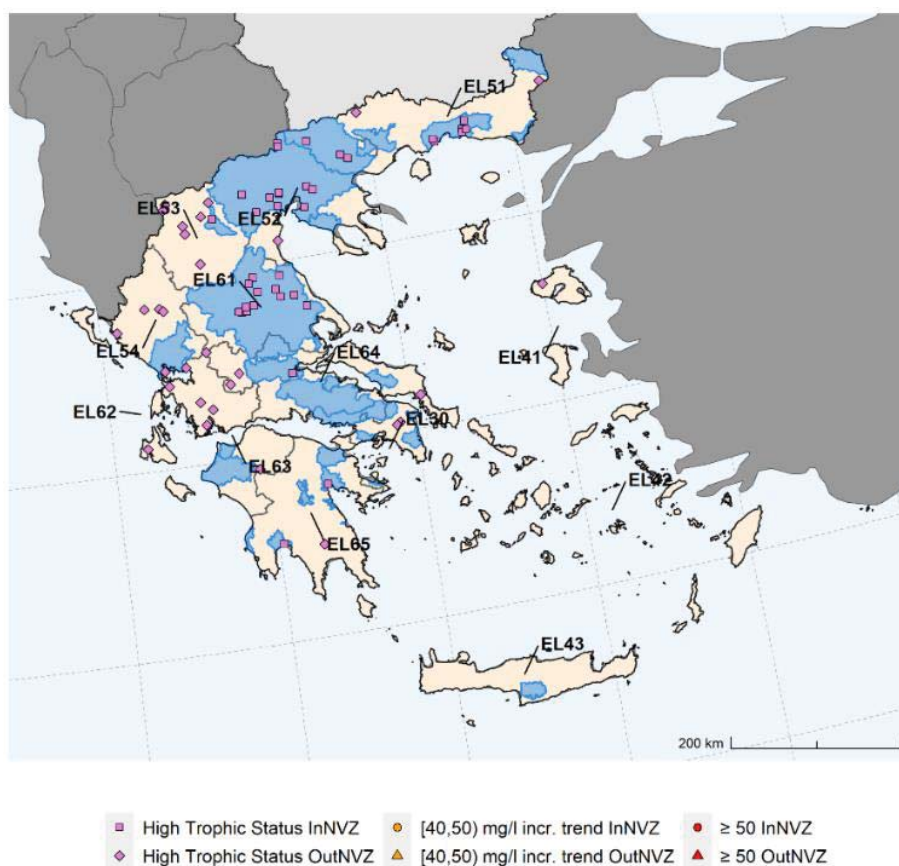 EL51
EL53
EL52
EL61
EL54
EL64
EL41
EL62
EL30
EL63
EL42
EL65
EL43
200 km
High Trophic Status InNVZ
[40,50) mg/l incr. trend InNVZ
≥ 50 InNVZ
High Trophic Status OutNVZ
[40,50) mg/l incr. trend OutNVZ
≥ 50 OutNVZ